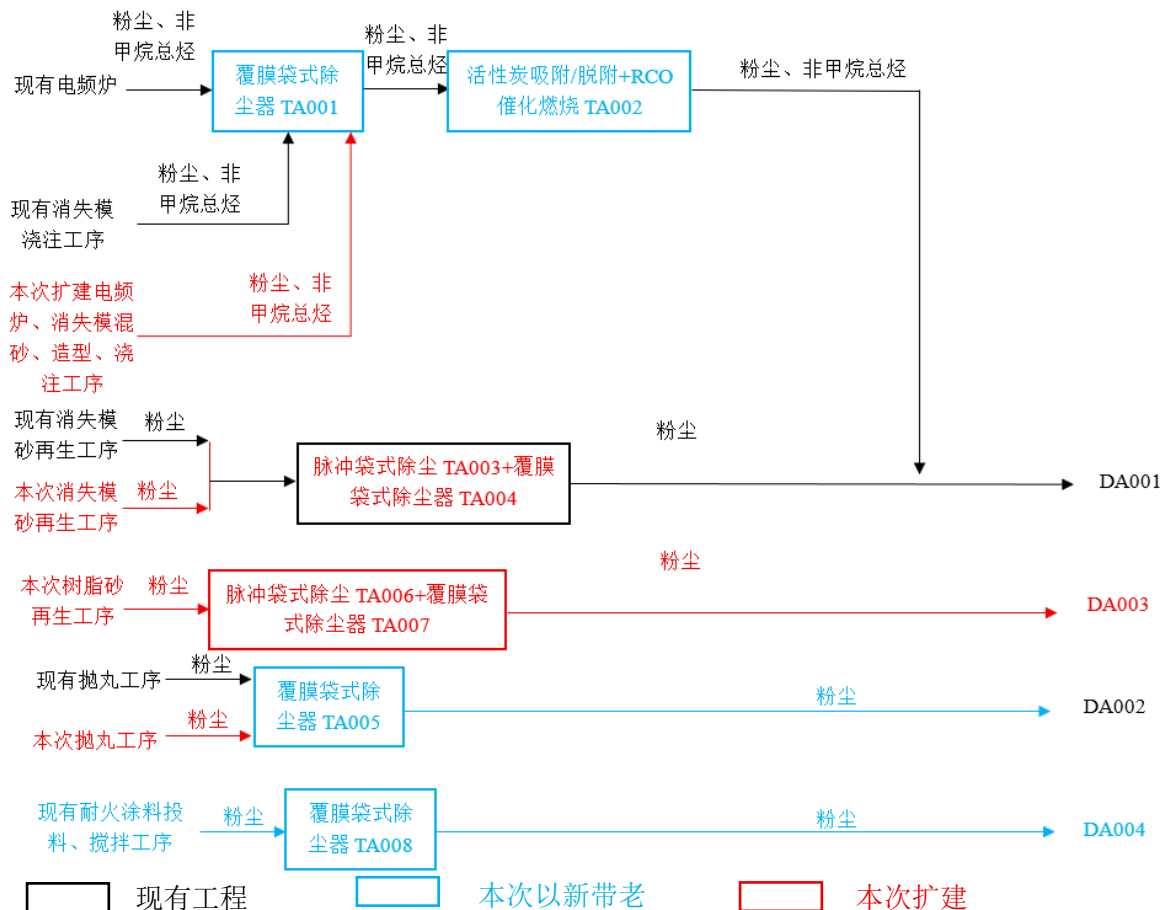 粉尘、非
甲烷总烃
现有电频炉
覆膜袋式除
尘器 TA001
粉尘、非
甲烷总烃
活性炭吸附/脱附+RCO
催化燃烧 TA002
粉尘、非甲烷总烃
粉尘、非
甲烷总烃
现有消失模
浇注工序
本次扩建电频
炉、消失模混
砂、造型、浇
注工序
粉尘、非
甲烷总烃
现有消失模
砂再生工序
粉尘
本次消失模
砂再生工序
粉尘
脉冲袋式除尘 TA003+覆膜
袋式除尘器 TA004
粉尘
DA001
本次树脂砂
再生工序
粉尘
脉冲袋式除尘 TA006+覆膜袋
式除尘器 TA007
粉尘
DA003
现有抛丸工序
粉尘
本次抛丸工序
粉尘
覆膜袋式除
尘器 TA005
粉尘
DA002
现有耐火涂料投
料、搅拌工序
粉尘
覆膜袋式除
尘器 TA008
粉尘
DA004
现有工程
本次以新带老
本次扩建